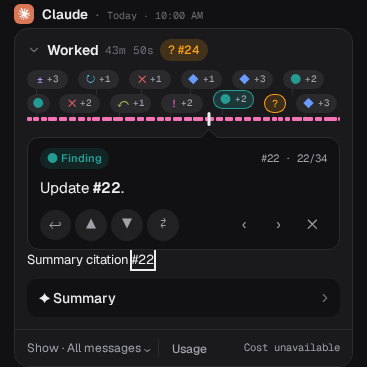 Claude · Today · 10:00 AM
Worked 43m 50s ? #24
± +3 +1 × +1 +1 +3 +2
× +2 +1 ! +2 +2 ? +3
Finding #22 · 22/34
Update #22.
Summary citation #22
Summary
Show · All messages Usage Cost unavailable